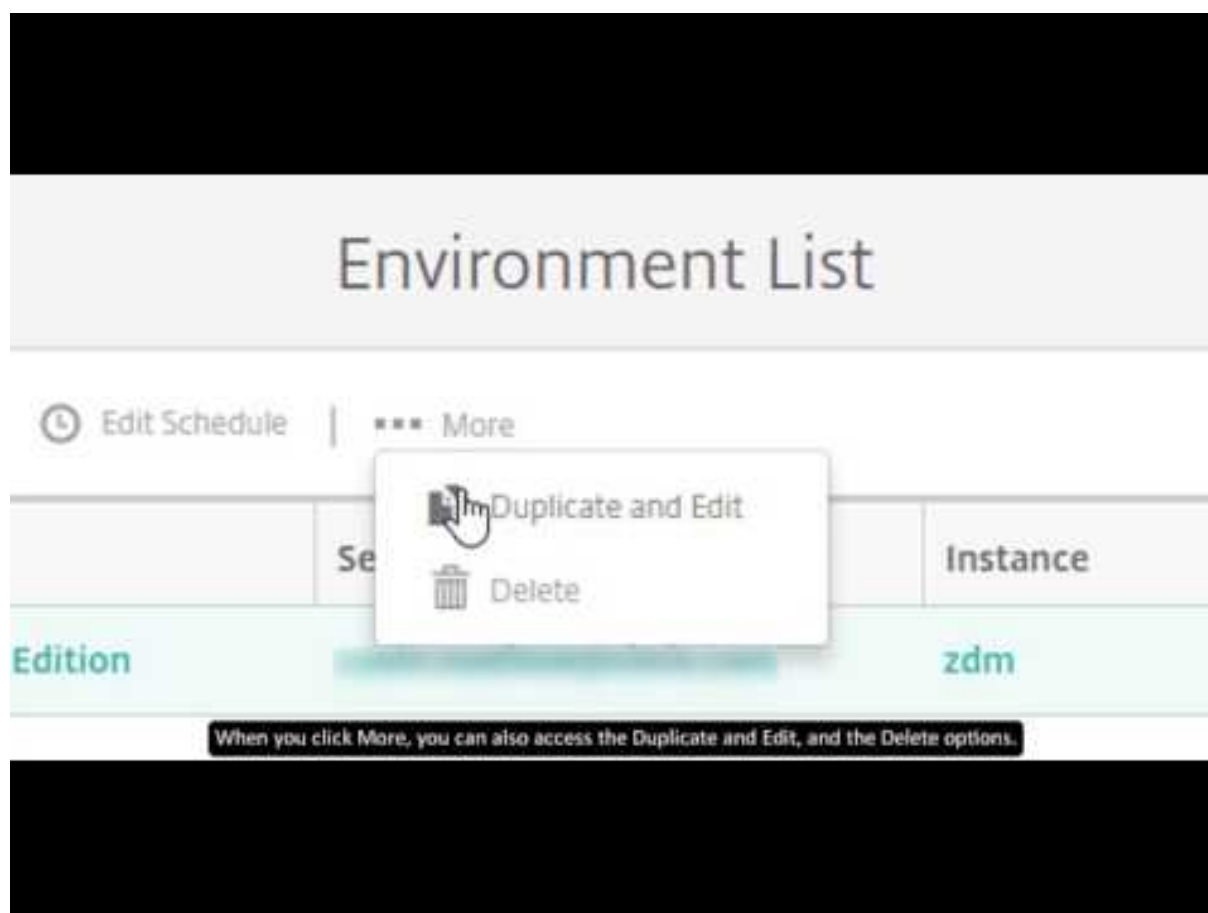 Environment List
Edit Schedule | ••• More
Duplicate and Edit
Se Instance
Delete
Edition zdm
When you click More, you can also access the Duplicate and Edit, and the Delete options.